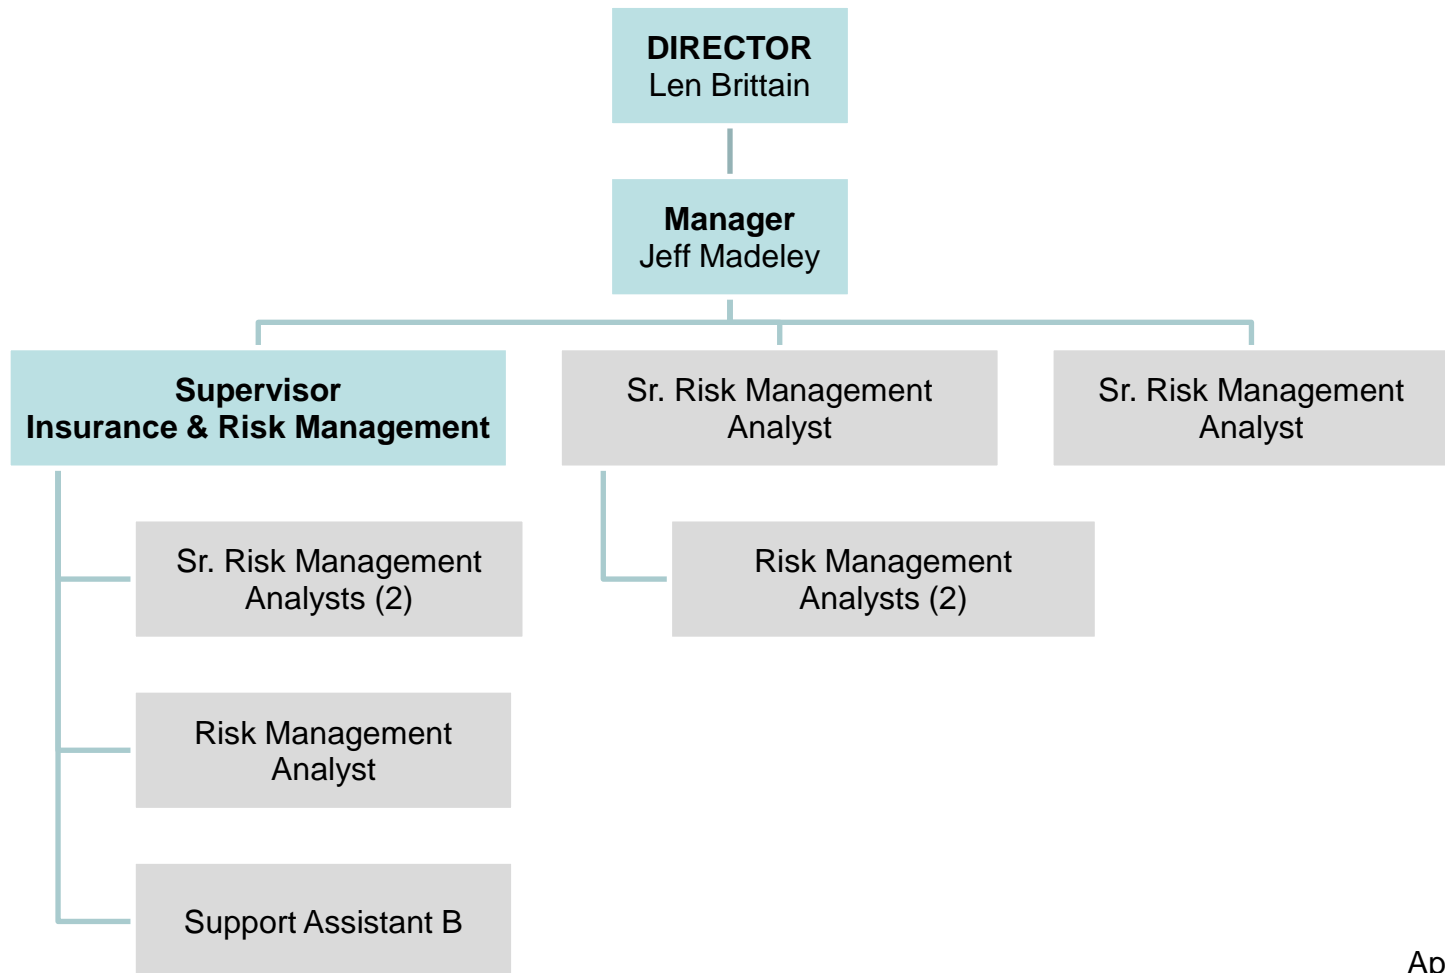 DIRECTOR
Len Brittain
Manager
Jeff Madeley
Supervisor
Insurance & Risk Management
Sr. Risk Management
Analyst
Sr. Risk Management
Analyst
Sr. Risk Management
Analysts (2)
Risk Management
Analysts (2)
Risk Management
Analyst
Support Assistant B
Ap